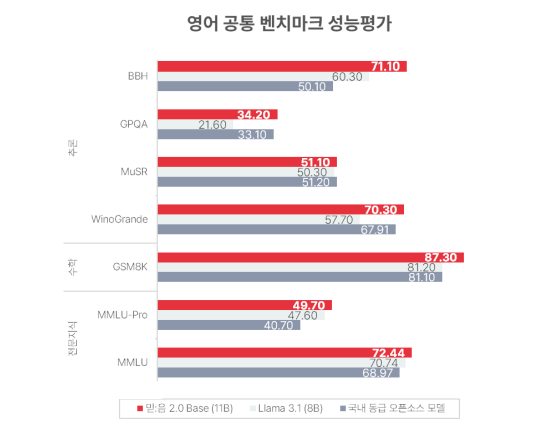 영어 공통 벤치마크 성능평가
추론
BBH
71.10
60.30
50.10
GPQA
34.20
21.60
33.10
MuSR
51.10
50.30
51.20
WinoGrande
70.30
57.70
67.91
수학
GSM8K
87.30
81.20
81.10
전문지식
MMLU-Pro
49.70
47.60
40.70
MMLU
72.44
70.74
68.97
믿:음 2.0 Base (11B) Llama 3.1 (8B) 국내 동급 오픈소스 모델